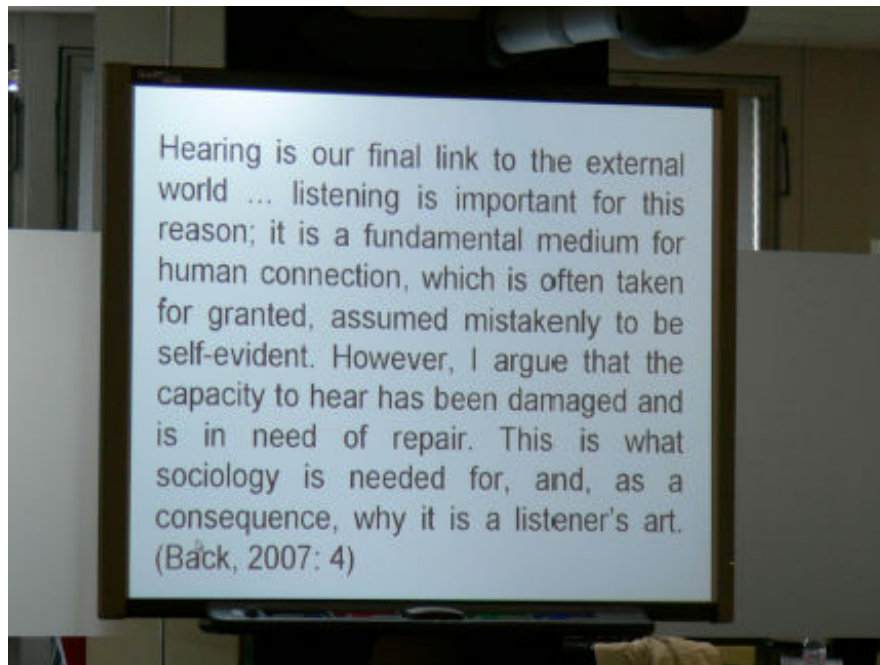 Hearing is our final link to the external
world ... listening is important for this
reason; it is a fundamental medium for
human connection, which is often taken
for granted, assumed mistakenly to be
self-evident. However, I argue that the
capacity to hear has been damaged and
is in need of repair. This is what
sociology is needed for, and, as a
consequence, why it is a listener's art.
(Back, 2007: 4)